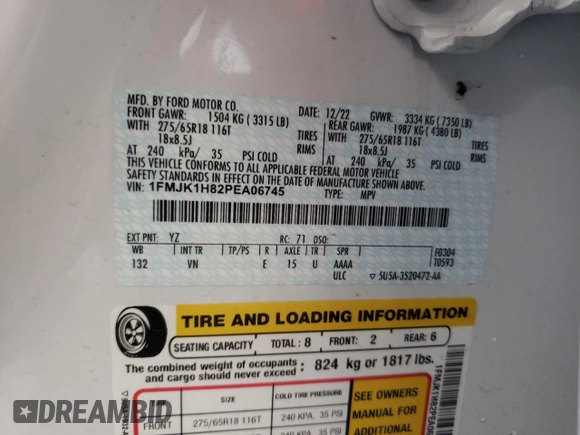 MFD. BY FORD MOTOR CO.
DATE: 12/22 GVWR: 3334 KG (7350 LB)
FRONT GAWR: 1504 KG (3315 LB) REAR GAWR: 1987 KG (4380 LB)
WITH 275/65R18 116T TIRES WITH 275/65R18 116T TIRES
18x8.5J RIMS 18x8.5J RIMS
AT 240 kPa/ 35 PSI COLD AT 240 kPa/ 35 PSI COLD
THIS VEHICLE CONFORMS TO ALL APPLICABLE FEDERAL MOTOR VEHICLE
SAFETY STANDARDS IN EFFECT ON THE DATE OF MANUFACTURE SHOWN ABOVE.
VIN: 1FMJK1H82PEA06745 TYPE: MPV
EXT PNT: YZ RC: 71 DSO:
WB INT TR TP/PS R AXLE TR SPR F0304
132 VN E 15 U AAAA T0593
ULC ▽ 5U5A-3520472-AA
TIRE AND LOADING INFORMATION
SEATING CAPACITY TOTAL: 8 FRONT: 2 REAR: 6
The combined weight of occupants and cargo should never exceed: 824 kg or 1817 lbs.
TIRE SIZE COLD TIRE PRESSURE
FRONT 275/65R18 116T 240 KPA, 35 PSI
SEE OWNERS
MANUAL FOR
ADDITIONAL
DREAMBID